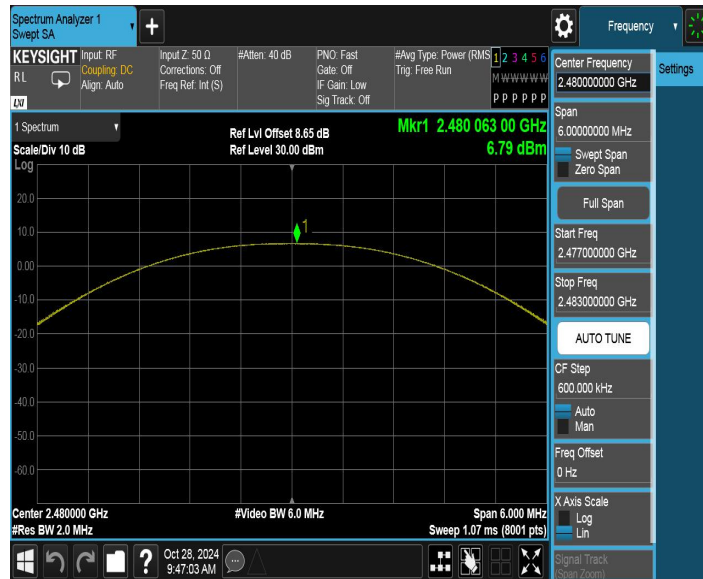 Spectrum Analyzer 1
Swept SA
Frequency
KEYSIGHT
RL
LXI
Input: RF
Coupling: DC
Align: Auto
Input Z: 50 Ω
Corrections: Off
Freq Ref: Int (S)
#Atten: 40 dB
PNO: Fast
Gate: Off
IF Gain: Low
Sig Track: Off
#Avg Type: Power (RMS
Trig: Free Run
1 2 3 4 5 6
M W W W W W
P P P P P P
1 Spectrum
Scale/Div 10 dB
Log
Ref Lvl Offset 8.65 dB
Ref Level 30.00 dBm
Mkr1 2.480 063 00 GHz
6.79 dBm
1
20.0
10.0
0.00
-10.0
-20.0
-30.0
-40.0
-50.0
-60.0
Center 2.480000 GHz
#Res BW 2.0 MHz
#Video BW 6.0 MHz
Span 6.000 MHz
Sweep 1.07 ms (8001 pts)
?
Oct 28, 2024
9:47:03 AM
Center Frequency
2.480000000 GHz
Settings
Span
6.00000000 MHz
Swept Span
Zero Span
Full Span
Start Freq
2.477000000 GHz
Stop Freq
2.483000000 GHz
AUTO TUNE
CF Step
600.000 kHz
Auto
Man
Freq Offset
0 Hz
X Axis Scale
Log
Lin
Signal Track
(Span Zoom)